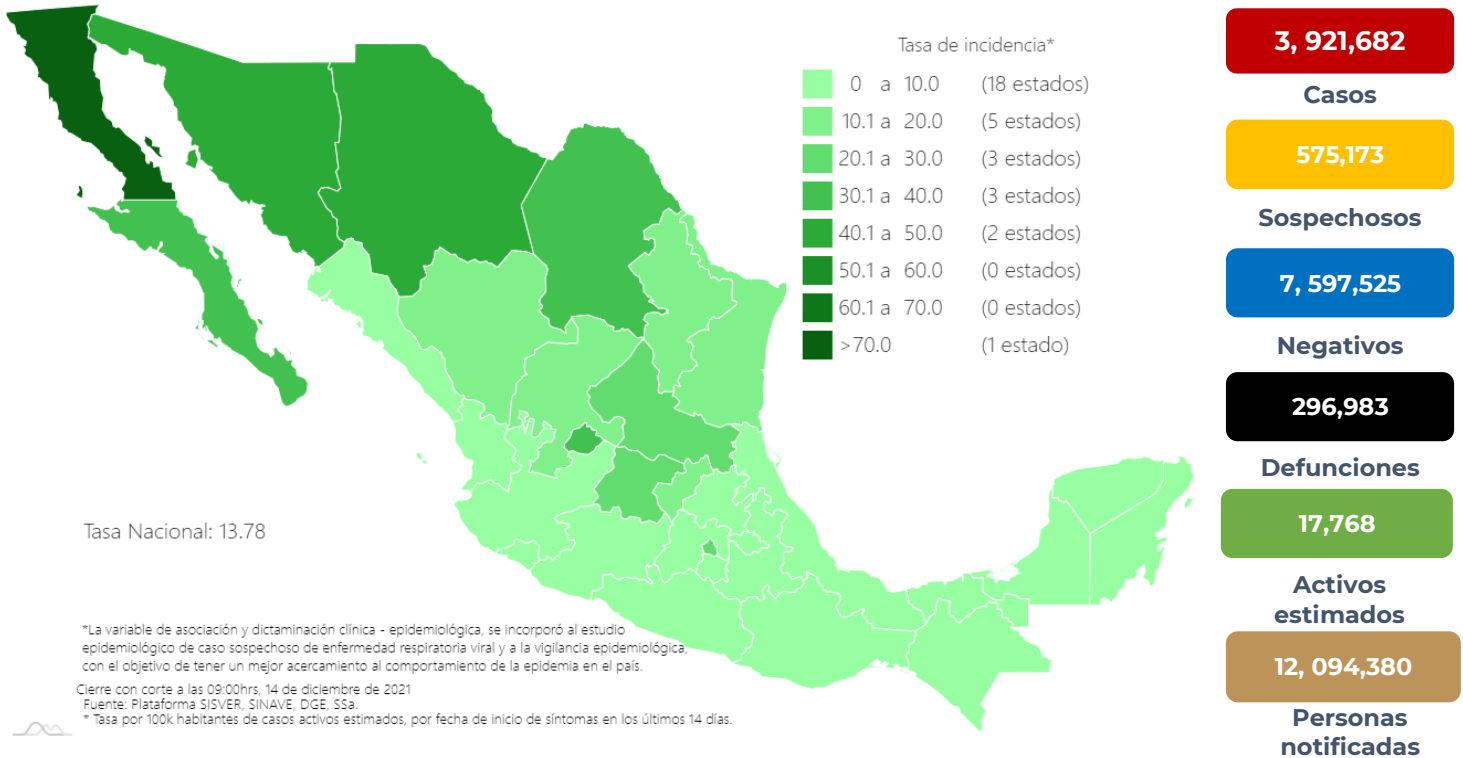 Tasa de incidencia*
0 a 10.0 (18 estados)
10.1 a 20.0 (5 estados)
20.1 a 30.0 (3 estados)
30.1 a 40.0 (3 estados)
40.1 a 50.0 (2 estados)
50.1 a 60.0 (0 estados)
60.1 a 70.0 (0 estados)
>70.0 (1 estado)
Tasa Nacional: 13.78
*La variable de asociación y dictaminación clínica - epidemiológica, se incorporó al estudio
epidemiológico de caso sospechoso de enfermedad respiratoria viral y a la vigilancia epidemiológica,
con el objetivo de tener un mejor acercamiento al comportamiento de la epidemia en el país.
Cierre con corte a las 09:00hrs, 14 de diciembre de 2021
Fuente: Plataforma SISVER, SINAVE, DGE, SSa.
* Tasa por 100k habitantes de casos activos estimados, por fecha de inicio de síntomas en los últimos 14 días.
3, 921,682
Casos
575,173
Sospechosos
7, 597,525
Negativos
296,983
Defunciones
17,768
Activos
estimados
12, 094,380
Personas
notificadas